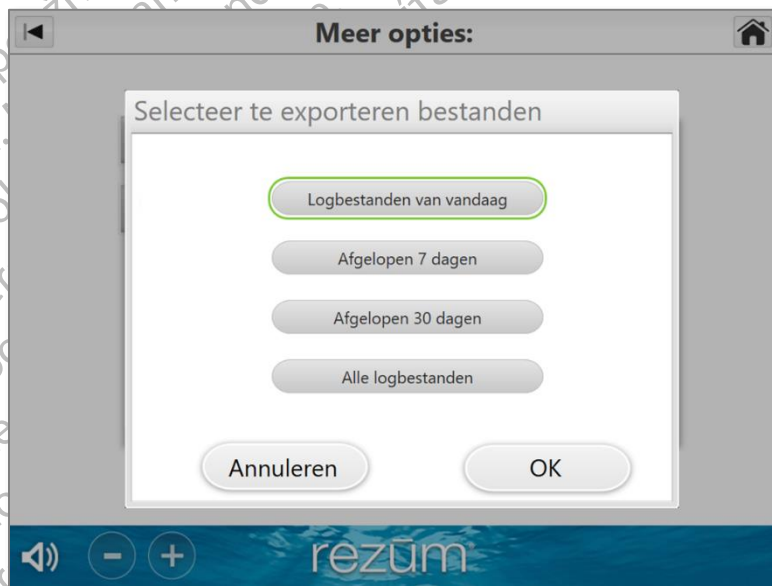 Meer opties:
Selecteer te exporteren bestanden
Logbestanden van vandaag
Afgelopen 7 dagen
Afgelopen 30 dagen
Alle logbestanden
Annuleren
OK
rezūm